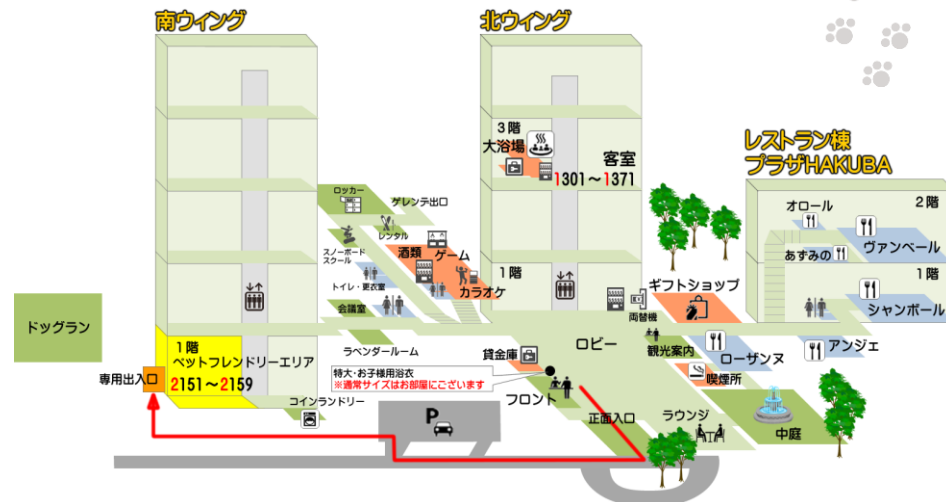 南ウィング
北ウィング
3階
大浴場
客室
1301～1371
レストラン棟
プラザHAKUBA
2階
オロール
ヴァンベール
あずみの
1階
シャンボール
アンジェ
ロッカー
ゲレンデ出口
レンタル
スノーボード
スクール
酒類
ゲーム
トイレ・更衣室
カラオケ
会議室
ラベンダールーム
1階
ギフトショップ
両替機
ロビー
観光案内
ローザンヌ
喫煙所
貸金庫
特大・お子様用浴衣
※通常サイズはお部屋にございます
フロント
正面入口
ラウンジ
中庭
ドッグラン
1階
ペットフレンドリーエリア
2151～2159
専用出入口
コインランドリー
P